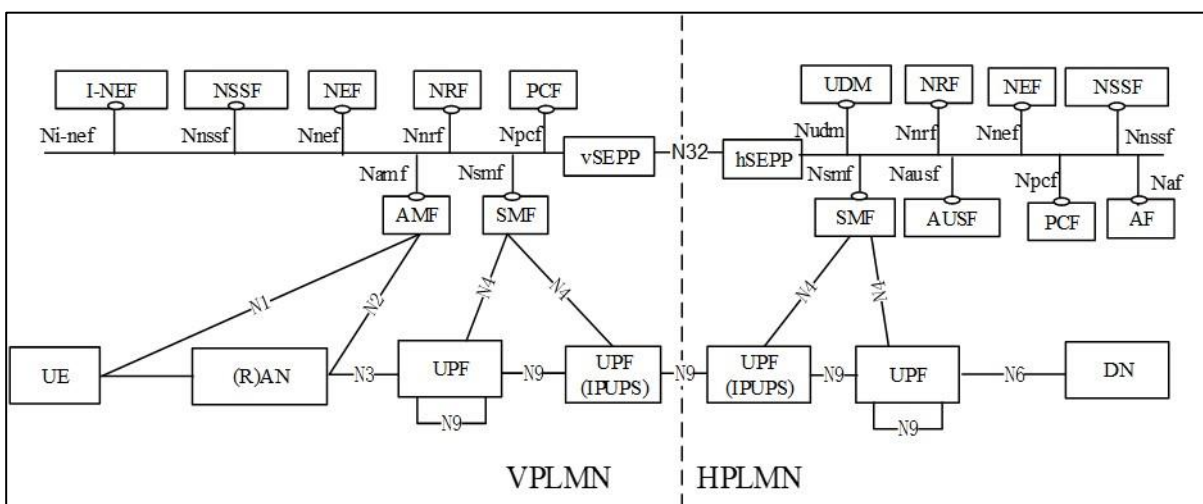 I-NEF
NSSF
NEF
NRF
PCF
UDM
NRF
NEF
NSSF
Ni-nef
Nnssf
Nnef
Nnrf
Npcf
Nudm
Nnrf
Nnef
Nnssf
vSEPP
N32
hSEPP
Namf
Nsmf
Nsmf
Nausf
Npcf
Naf
AMF
SMF
SMF
AUSF
PCF
AF
N1
N2
N4
N4
N4
N4
UE
(R)AN
N3
UPF
N9
UPF
(IPUPS)
N9
UPF
(IPUPS)
N9
UPF
N6
DN
N9
N9
VPLMN
HPLMN